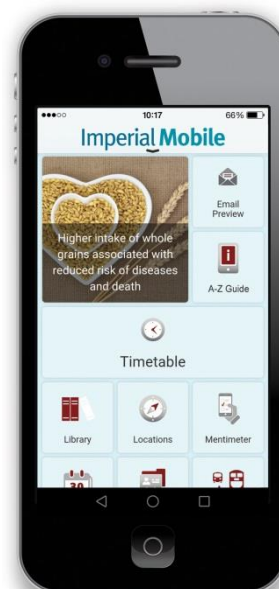 10:17
66%
Imperial Mobile
Higher intake of whole
grains associated with
reduced risk of diseases
and death
Email
Preview
i
A-Z Guide
Timetable
Library
Locations
Mentimeter
30